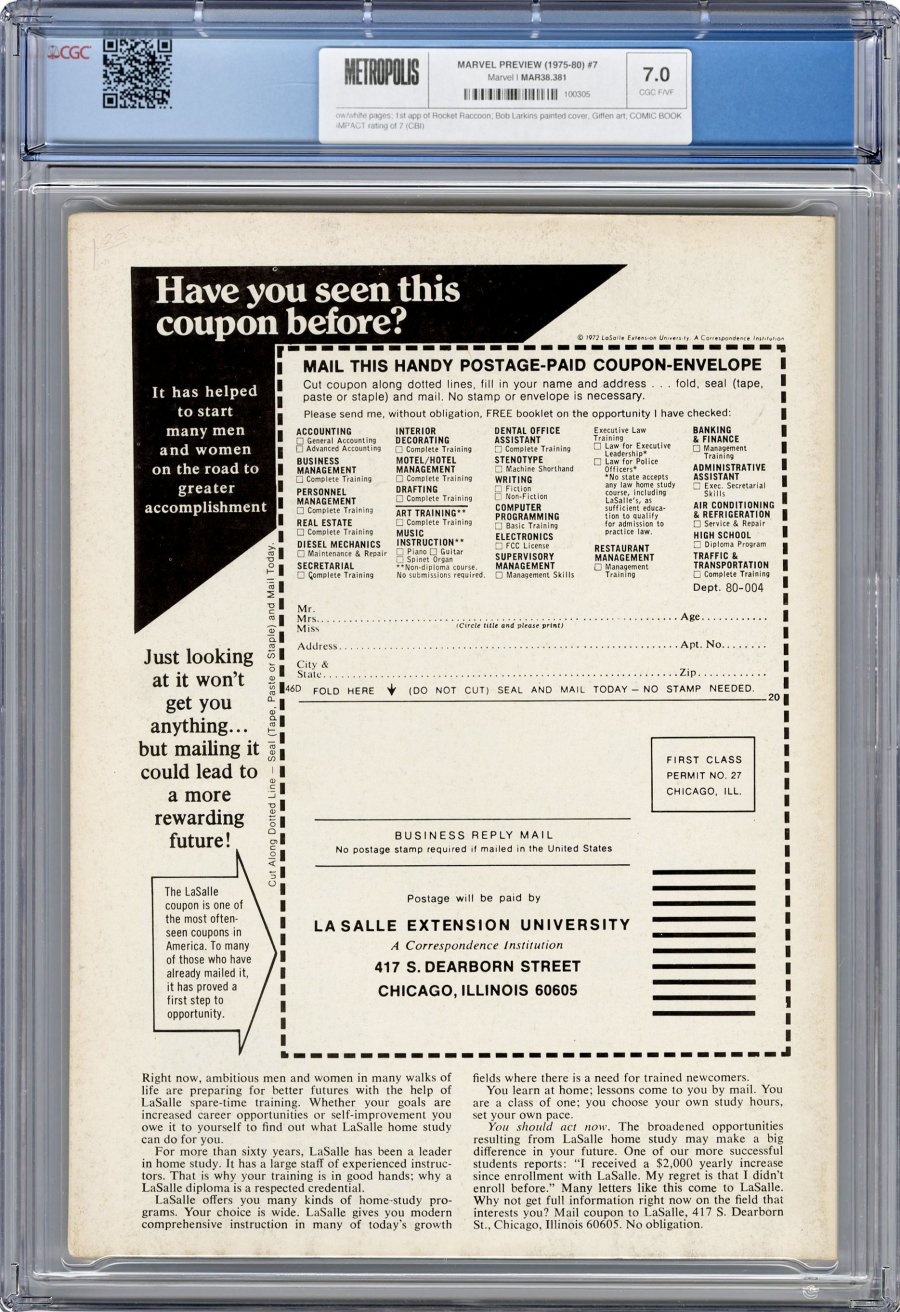 CGC
METROPOLIS
MARVEL PREVIEW (1975-80) #7
Marvel | MAR38.381
100305
7.0
CGC F/VF
ow/white pages; 1st app of Rocket Raccoon; Bob Larkins painted cover, Giffen art; COMIC BOOK
IMPACT rating of 7 (CBI)
Have you seen this
coupon before?
© 1972 LaSalle Extension University. A Correspondence Institution
It has helped
to start
many men
and women
on the road to
greater
accomplishment
MAIL THIS HANDY POSTAGE-PAID COUPON-ENVELOPE
Cut coupon along dotted lines, fill in your name and address . . . fold, seal (tape,
paste or staple) and mail. No stamp or envelope is necessary.
Please send me, without obligation, FREE booklet on the opportunity I have checked:
ACCOUNTING
□ General Accounting
□ Advanced Accounting
BUSINESS
MANAGEMENT
□ Complete Training
PERSONNEL
MANAGEMENT
□ Complete Training
REAL ESTATE
□ Complete Training
DIESEL MECHANICS
□ Maintenance & Repair
SECRETARIAL
□ Complete Training
INTERIOR
DECORATING
□ Complete Training
MOTEL/HOTEL
MANAGEMENT
□ Complete Training
DRAFTING
□ Complete Training
ART TRAINING**
□ Complete Training
MUSIC
INSTRUCTION**
□ Piano □ Guitar
□ Spinet Organ
**Non-diploma course.
No submissions required.
DENTAL OFFICE
ASSISTANT
□ Complete Training
STENOTYPE
□ Machine Shorthand
WRITING
□ Fiction
□ Non-Fiction
COMPUTER
PROGRAMMING
□ Basic Training
ELECTRONICS
□ FCC License
SUPERVISORY
MANAGEMENT
□ Management Skills
Executive Law
Training
□ Law for Executive
Leadership*
□ Law for Police
Officers*
*No state accepts
any law home study
course, including
LaSalle's, as
sufficient educa-
tion to qualify
for admission to
practice law.
RESTAURANT
MANAGEMENT
□ Management
Training
BANKING
& FINANCE
□ Management
Training
ADMINISTRATIVE
ASSISTANT
□ Exec. Secretarial
Skills
AIR CONDITIONING
& REFRIGERATION
□ Service & Repair
HIGH SCHOOL
□ Diploma Program
TRAFFIC &
TRANSPORTATION
□ Complete Training
Dept. 80-004
Mr.
Mrs. Age
Miss (Circle title and please print)
Address Apt. No.
City &
State Zip
46D FOLD HERE (DO NOT CUT) SEAL AND MAIL TODAY – NO STAMP NEEDED.
20
Cut Along Dotted Line – Seal (Tape, Paste or Staple) and Mail Today.
Just looking
at it won't
get you
anything...
but mailing it
could lead to
a more
rewarding
future!
The LaSalle
coupon is one of
the most often-
seen coupons in
America. To many
of those who have
already mailed it,
it has proved a
first step to
opportunity.
FIRST CLASS
PERMIT NO. 27
CHICAGO, ILL.
BUSINESS REPLY MAIL
No postage stamp required if mailed in the United States
Postage will be paid by
LA SALLE EXTENSION UNIVERSITY
A Correspondence Institution
417 S. DEARBORN STREET
CHICAGO, ILLINOIS 60605
Right now, ambitious men and women in many walks of
life are preparing for better futures with the help of
LaSalle spare-time training. Whether your goals are
increased career opportunities or self-improvement you
owe it to yourself to find out what LaSalle home study
can do for you.
For more than sixty years, LaSalle has been a leader
in home study. It has a large staff of experienced instruc-
tors. That is why your training is in good hands; why a
LaSalle diploma is a respected credential.
LaSalle offers you many kinds of home-study pro-
grams. Your choice is wide. LaSalle gives you modern
comprehensive instruction in many of today's growth
fields where there is a need for trained newcomers.
You learn at home; lessons come to you by mail. You
are a class of one; you choose your own study hours,
set your own pace.
You should act now. The broadened opportunities
resulting from LaSalle home study may make a big
difference in your future. One of our more successful
students reports: “I received a $2,000 yearly increase
since enrollment with LaSalle. My regret is that I didn't
enroll before.” Many letters like this come to LaSalle.
Why not get full information right now on the field that
interests you? Mail coupon to LaSalle, 417 S. Dearborn
St., Chicago, Illinois 60605. No obligation.